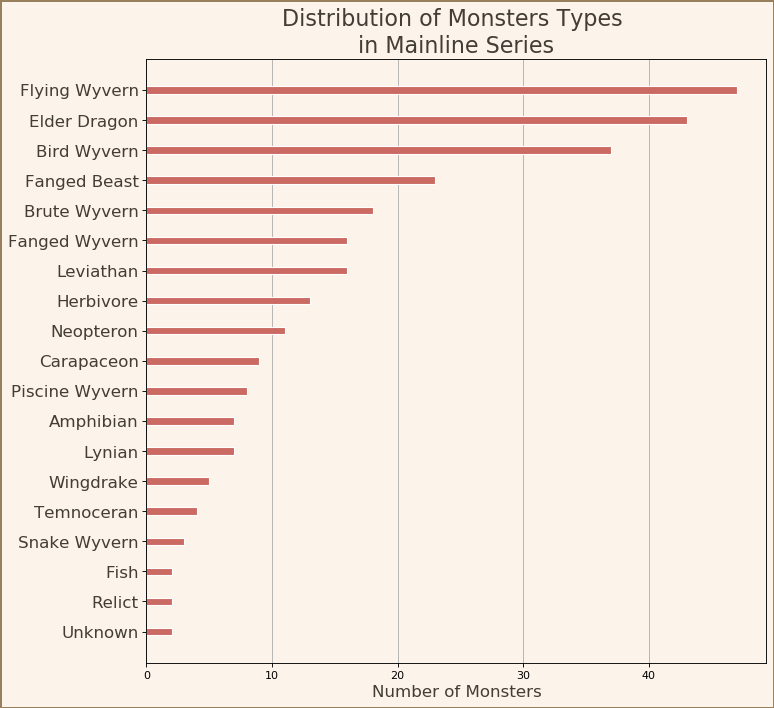 Distribution of Monsters Types
in Mainline Series
Flying Wyvern
Elder Dragon
Bird Wyvern
Fanged Beast
Brute Wyvern
Fanged Wyvern
Leviathan
Herbivore
Neopteron
Carapaceon
Piscine Wyvern
Amphibian
Lynian
Wingdrake
Temnoceran
Snake Wyvern
Fish
Relict
Unknown
0 10 20 30 40
Number of Monsters